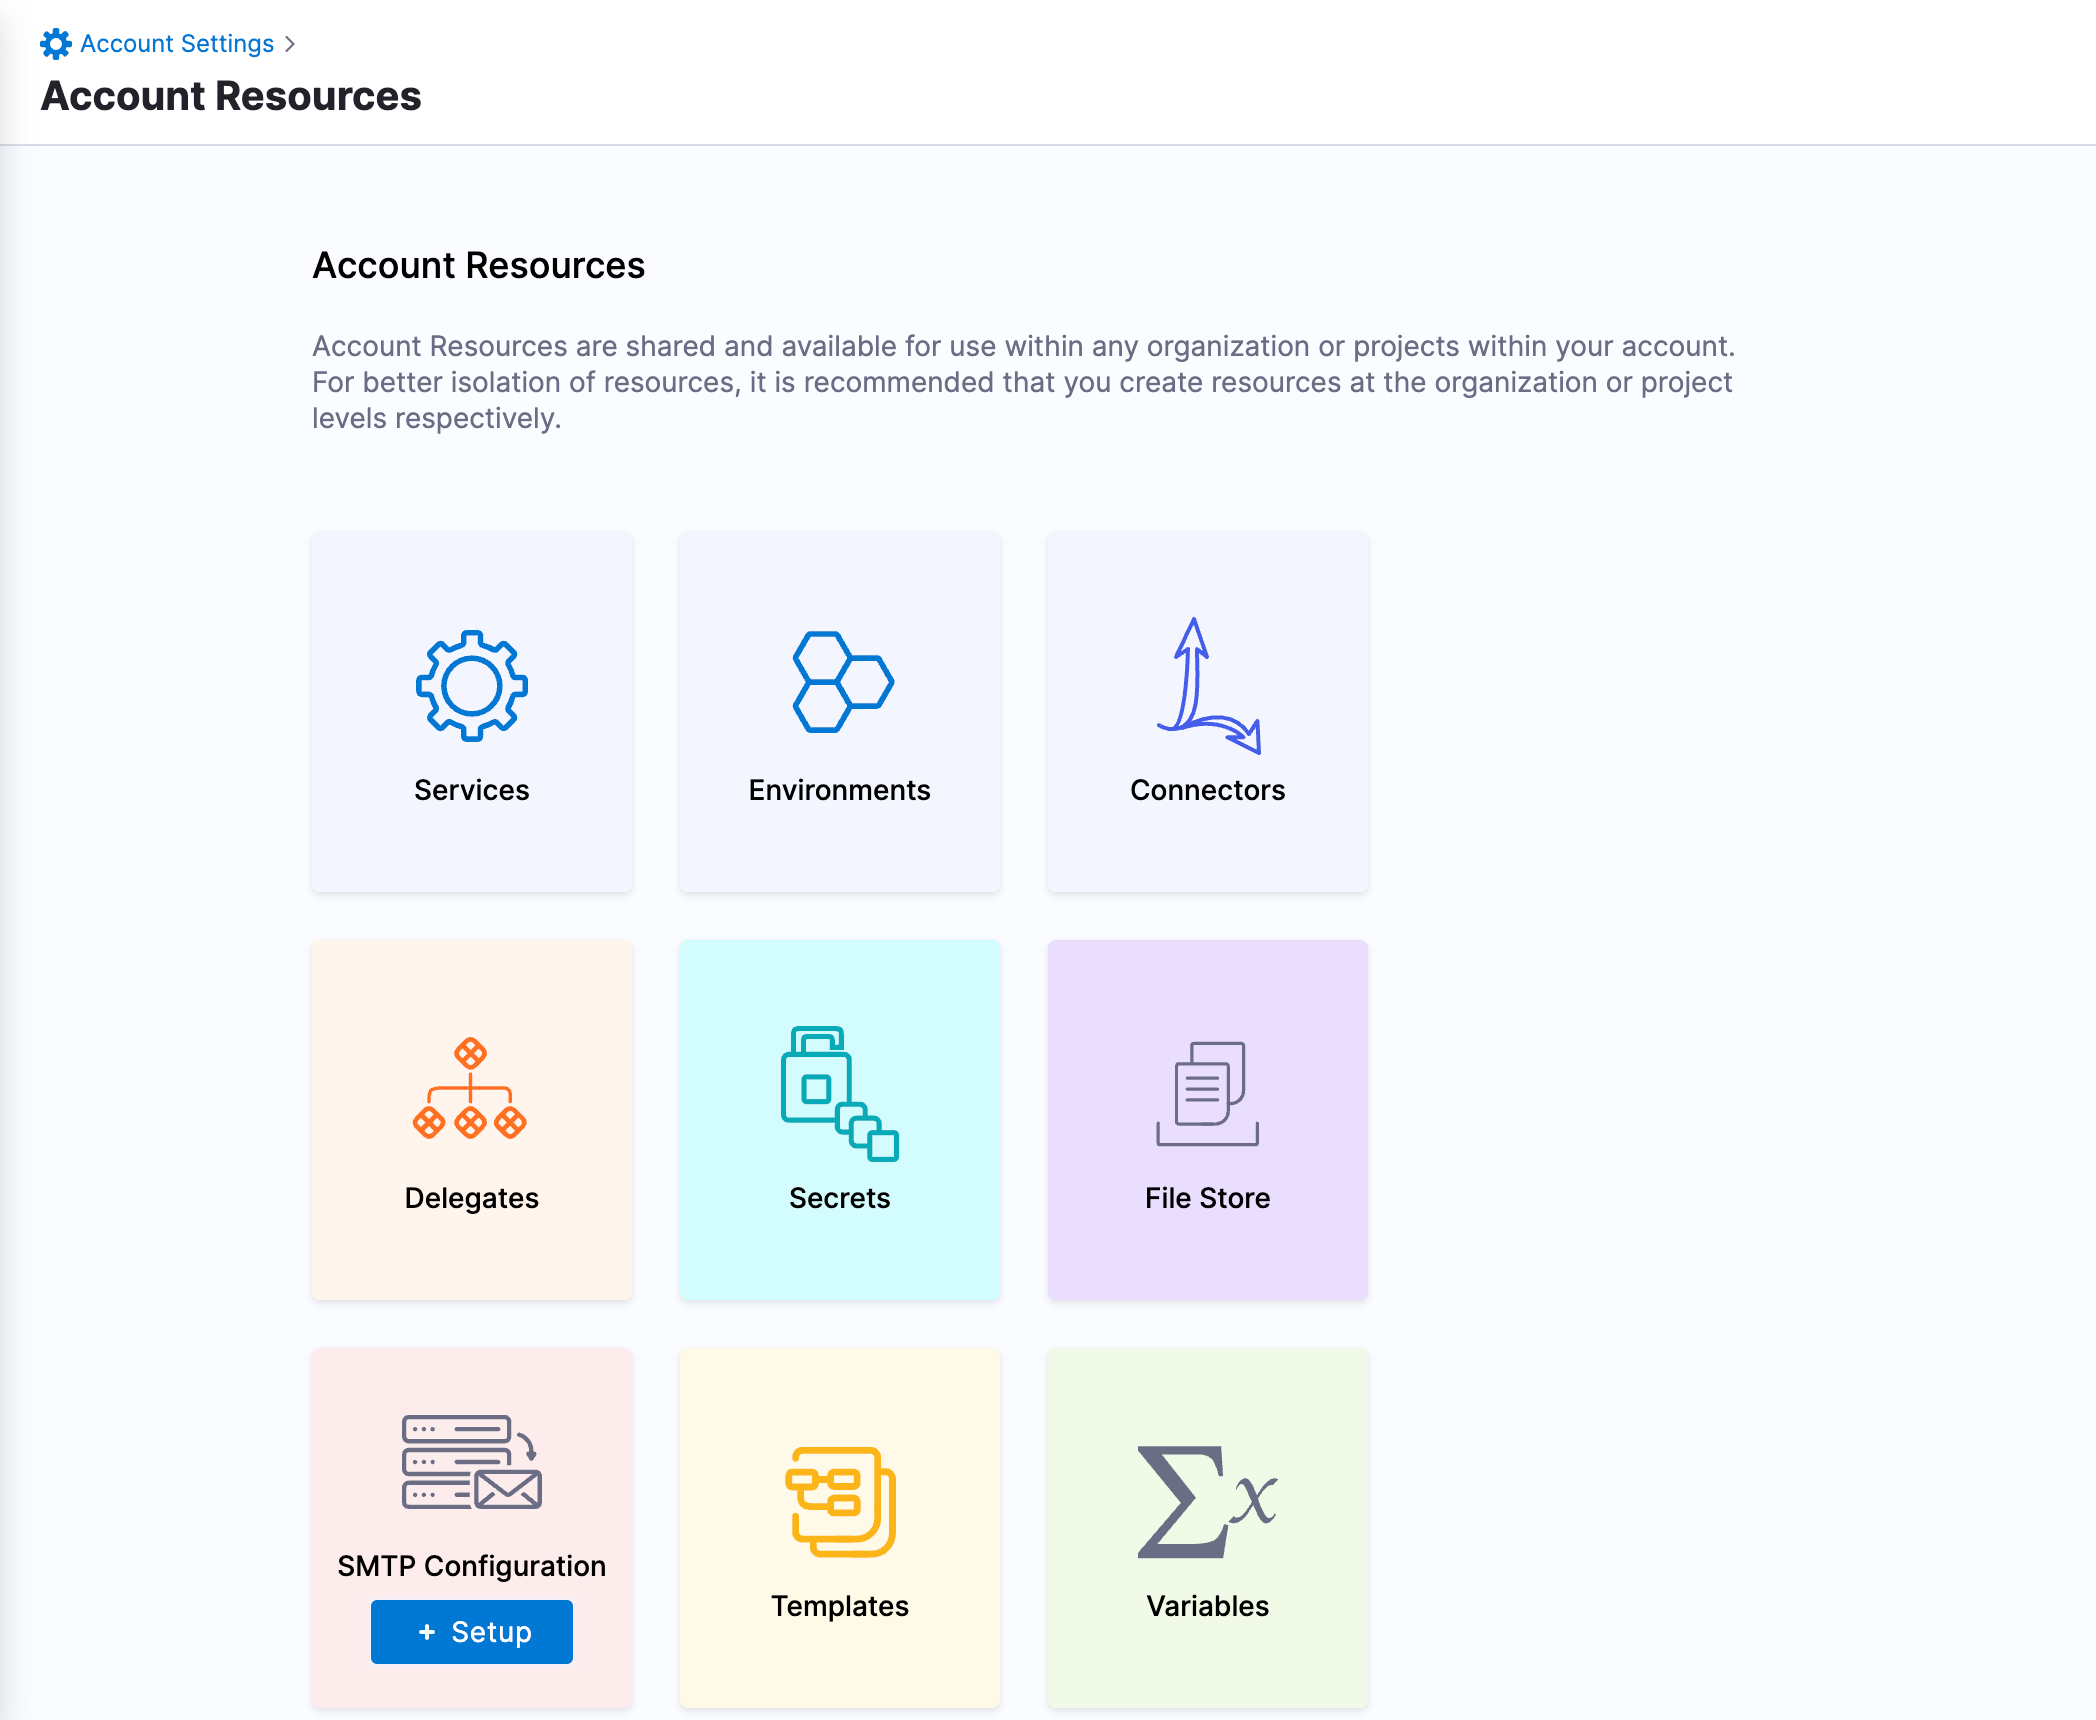 Account Settings >
Account Resources
Account Resources
Account Resources are shared and available for use within any organization or projects within your account.
For better isolation of resources, it is recommended that you create resources at the organization or project
levels respectively.
Services
Environments
Connectors
Delegates
Secrets
File Store
SMTP Configuration
+ Setup
Templates
Σx
Variables